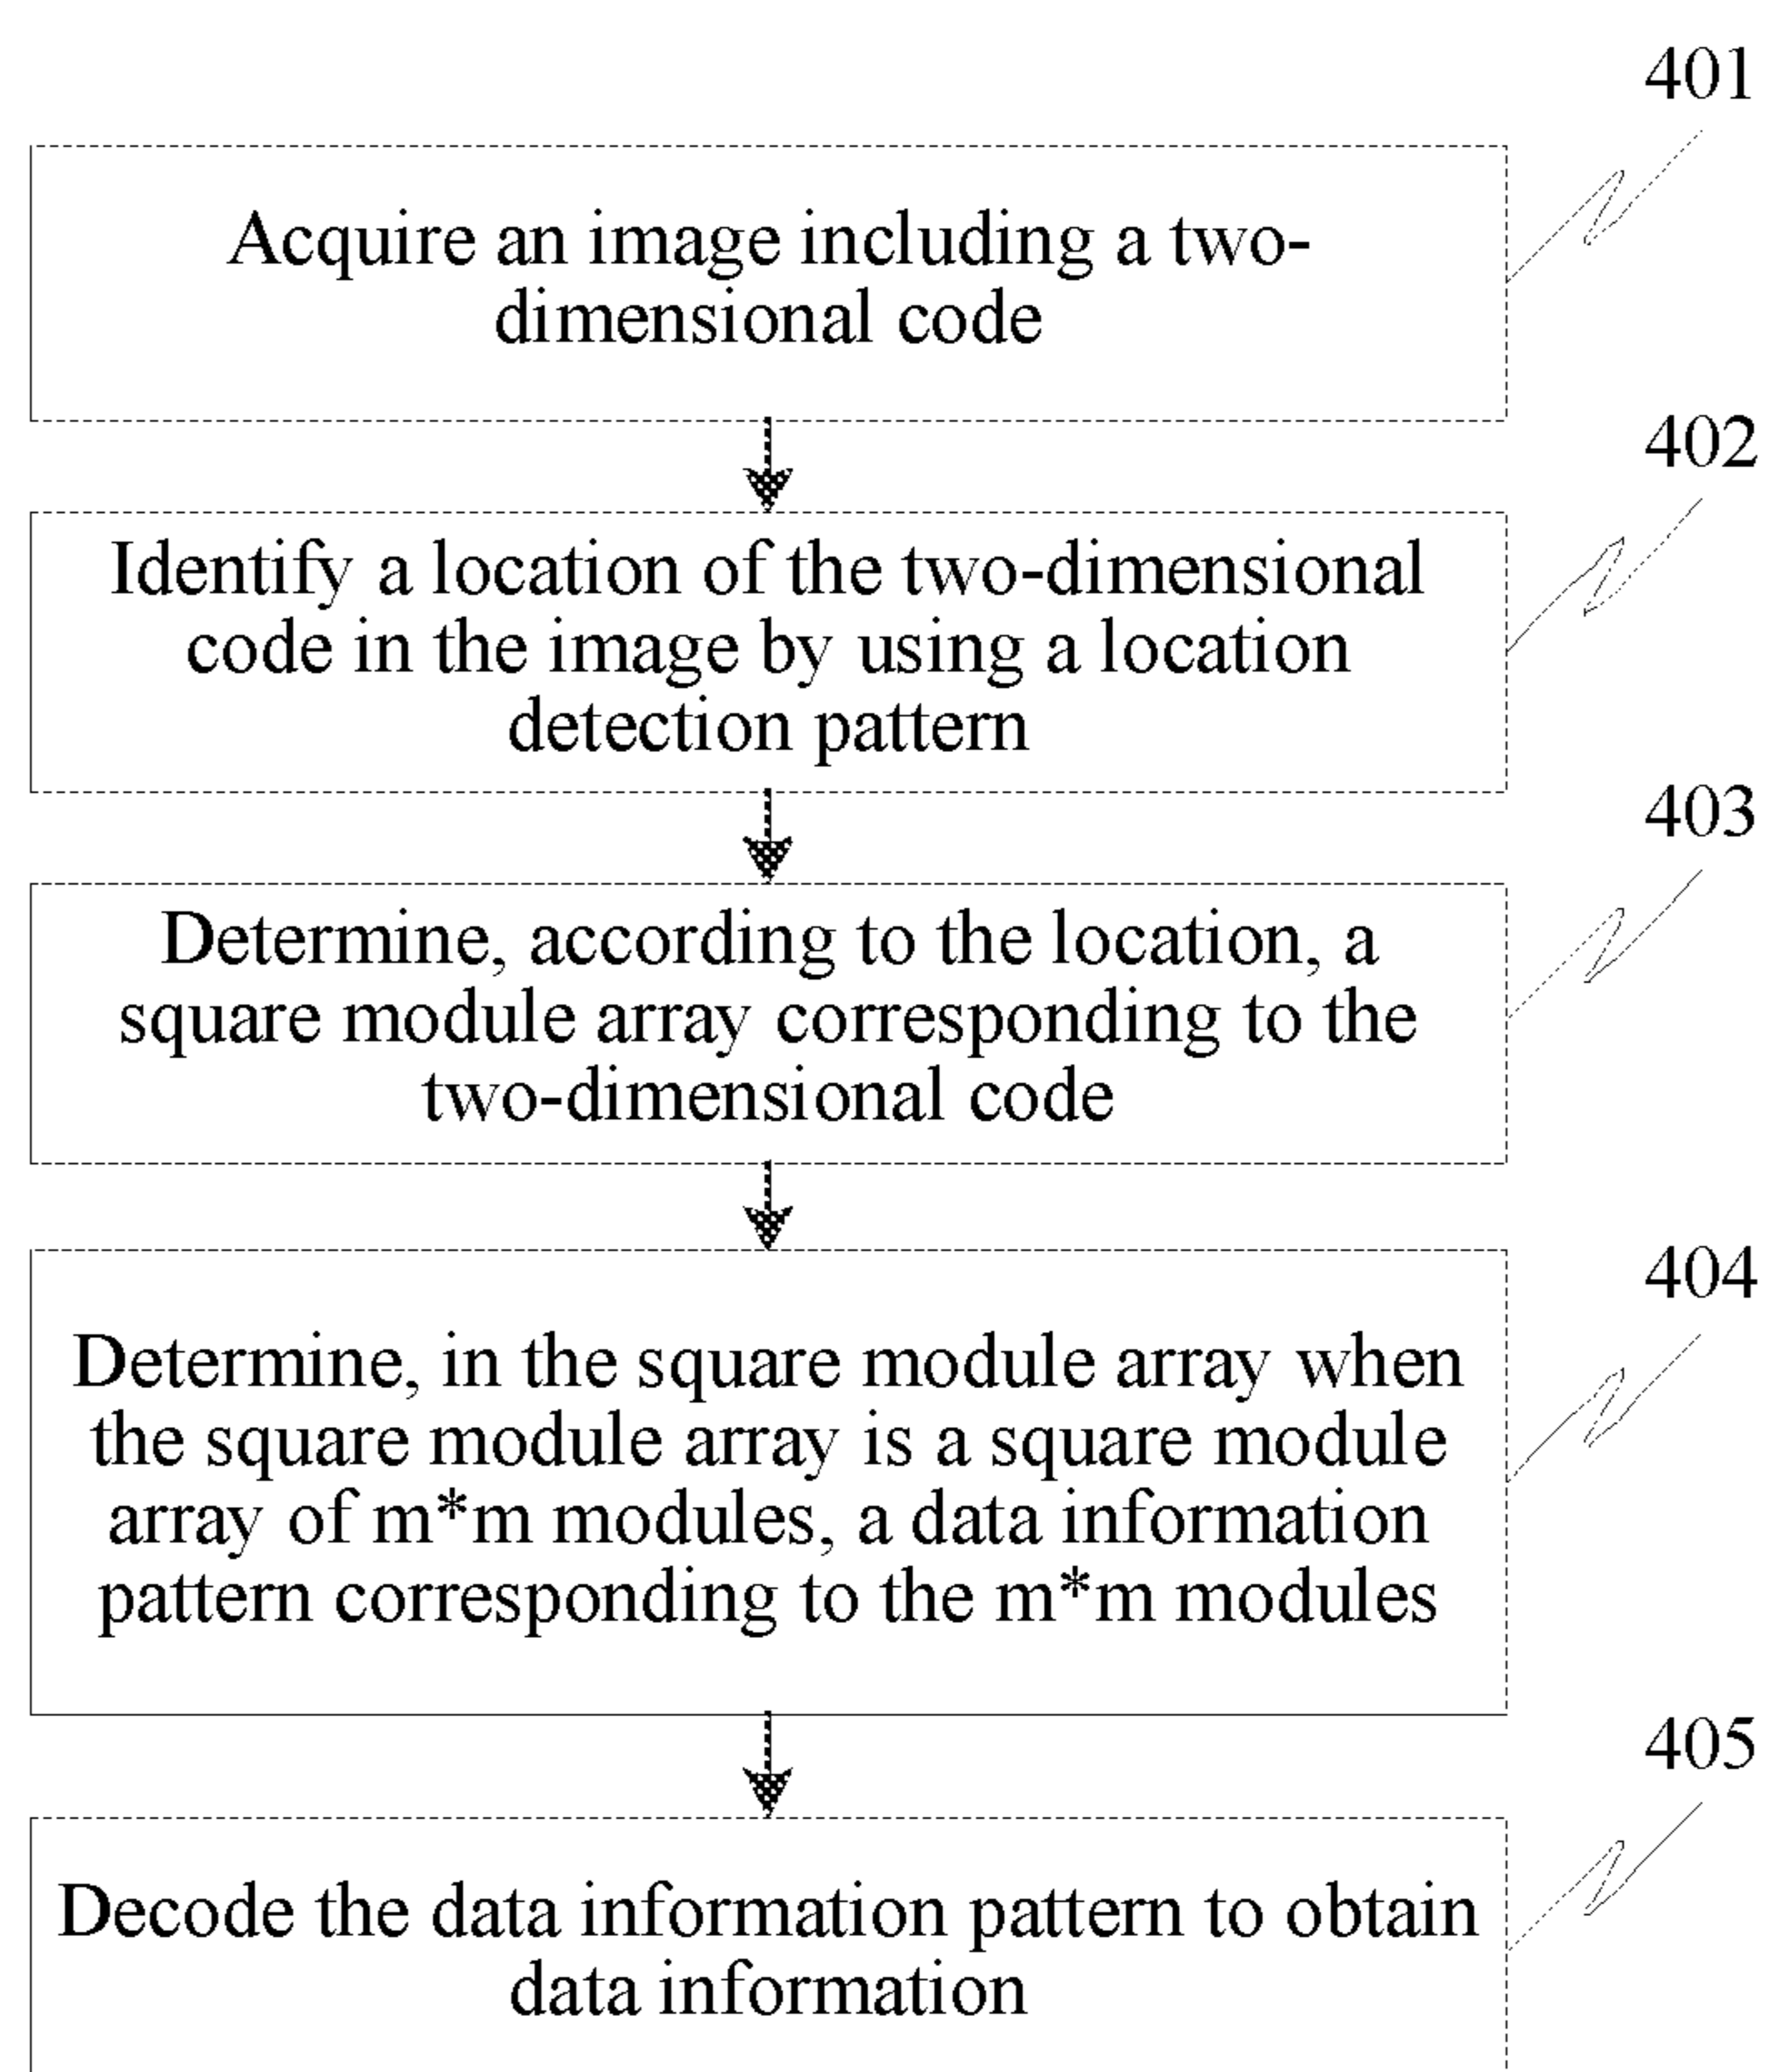 401
Acquire an image including a two-
dimensional code
402
Identify a location of the two-dimensional
code in the image by using a location
detection pattern
403
Determine, according to the location, a
square module array corresponding to the
two-dimensional code
404
Determine, in the square module array when
the square module array is a square module
array of m*m modules, a data information
pattern corresponding to the m*m modules
405
Decode the data information pattern to obtain
data information